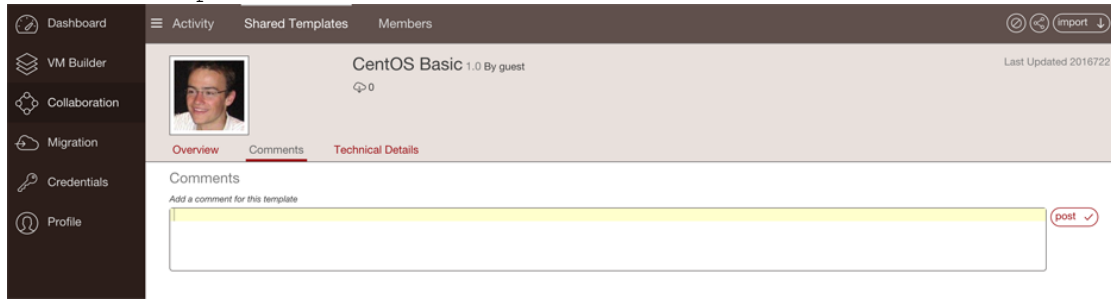 Dashboard
Activity Shared Templates Members import
VM Builder
CentOS Basic 1.0 By guest Last Updated 2016722
0
Collaboration
Migration
Overview Comments Technical Details
Credentials
Comments
Add a comment for this template
post
Profile